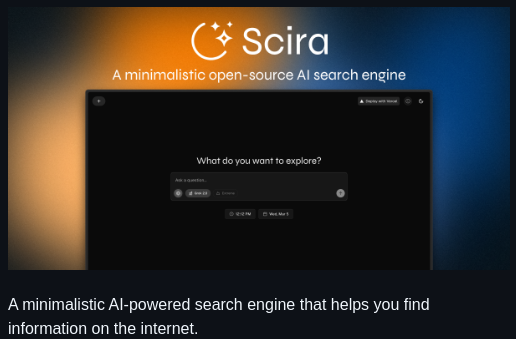 Scira
A minimalistic open-source AI search engine
Deploy with Vercel
What do you want to explore?
Ask a question...
12:12 PM
Wed, Mar 5
A minimalistic AI-powered search engine that helps you find
information on the internet.